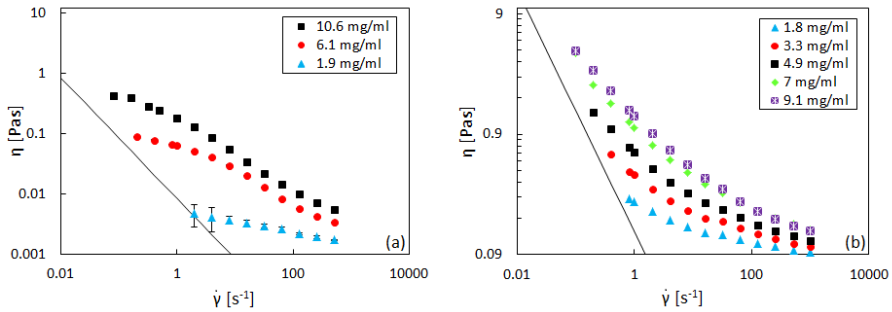 10
1
0.1
0.01
0.001
η [Pas]
10.6 mg/ml
6.1 mg/ml
1.9 mg/ml
(a)
0.01
1
100
10000
γ̇ [s⁻¹]
9
0.9
0.09
η [Pas]
1.8 mg/ml
3.3 mg/ml
4.9 mg/ml
7 mg/ml
9.1 mg/ml
(b)
0.01
1
100
10000
γ̇ [s⁻¹]